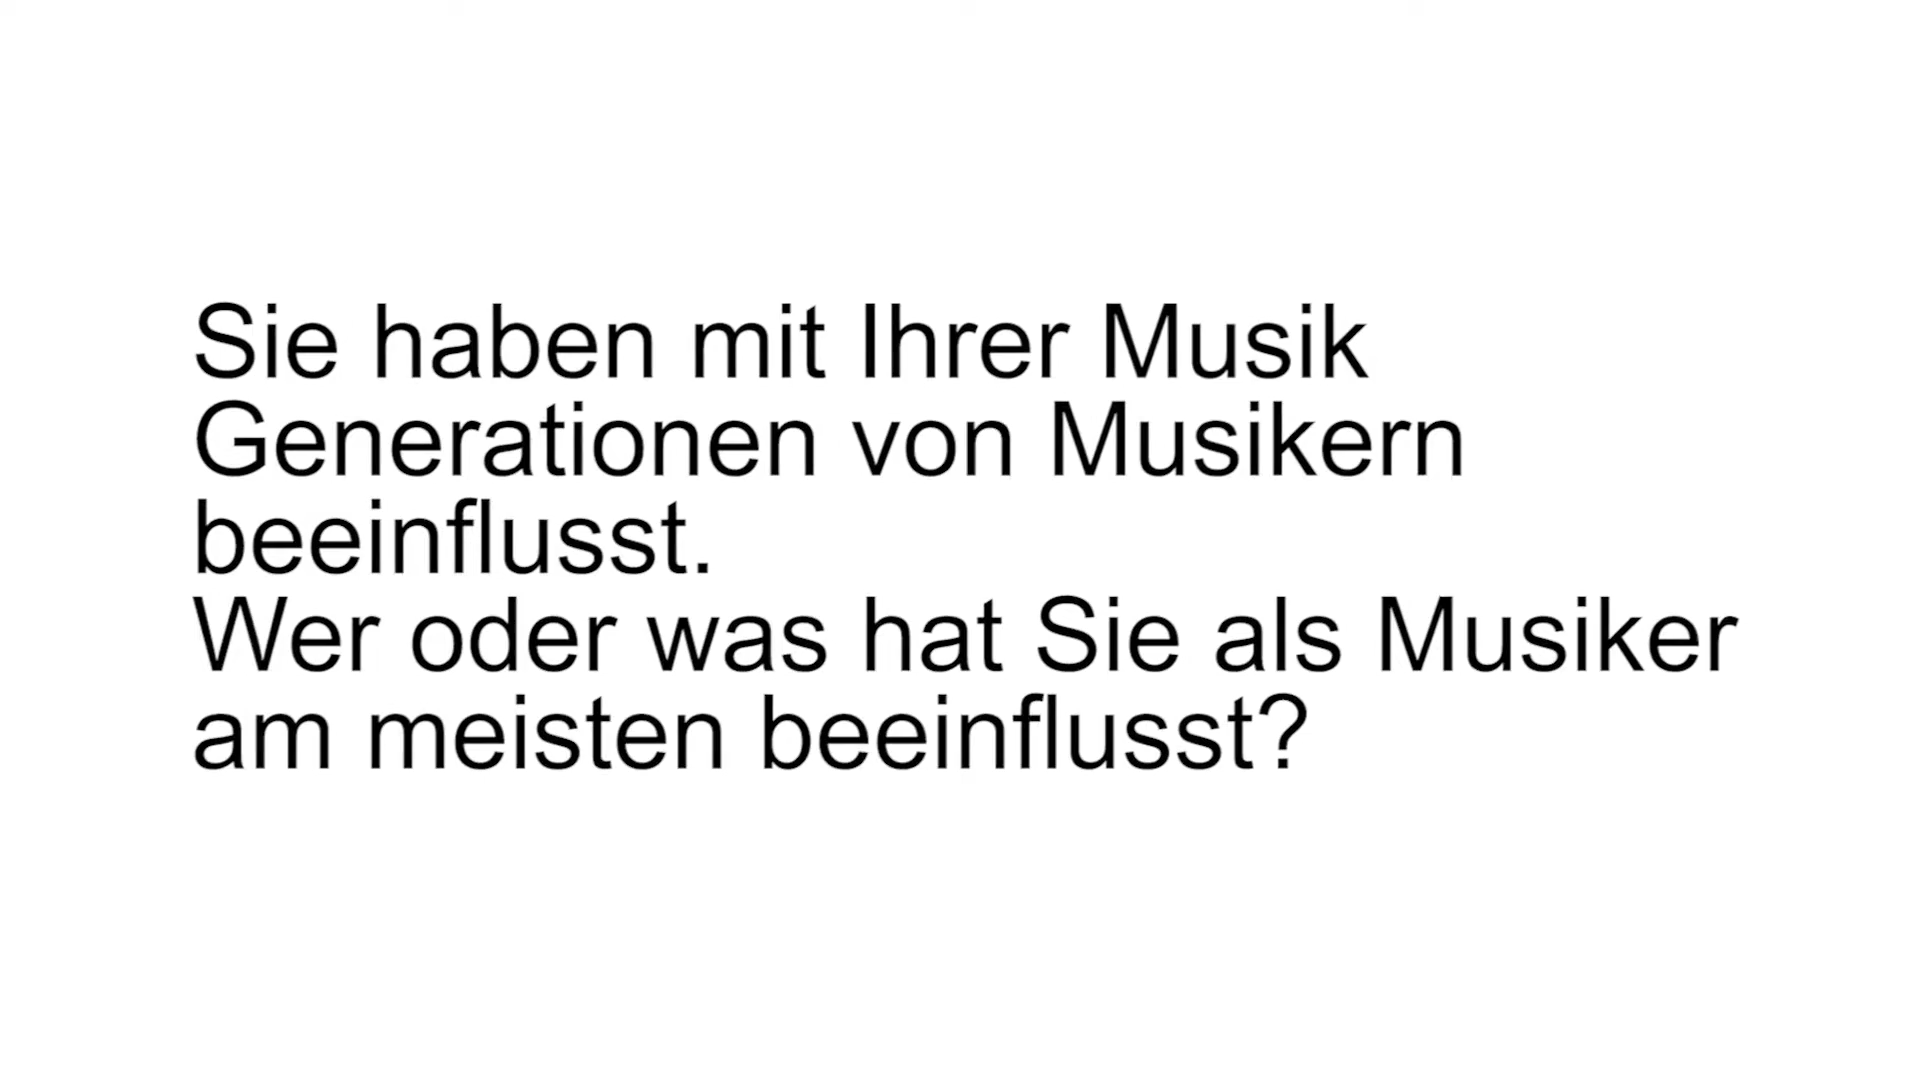 Sie haben mit Ihrer Musik
Generationen von Musikern
beeinflusst.
Wer oder was hat Sie als Musiker
am meisten beeinflusst?